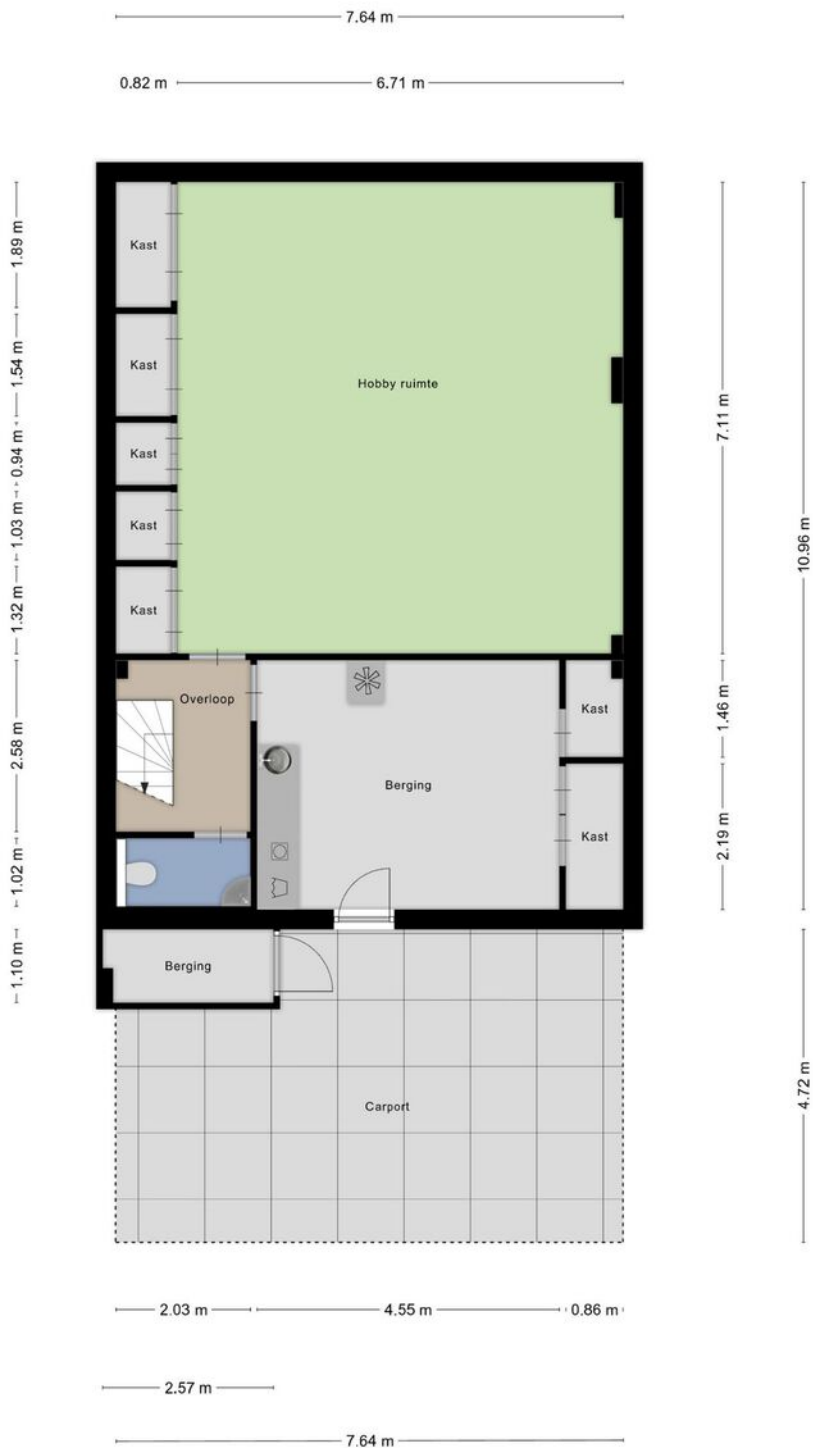 7.64 m
0.82 m
6.71 m
1.89 m
1.54 m
0.94 m
1.03 m
1.32 m
2.58 m
1.02 m
1.10 m
Kast
Kast
Kast
Kast
Kast
Hobby ruimte
Overloop
Berging
Kast
Kast
Berging
Carport
7.11 m
1.46 m
2.19 m
10.96 m
4.72 m
2.03 m
4.55 m
0.86 m
2.57 m
7.64 m